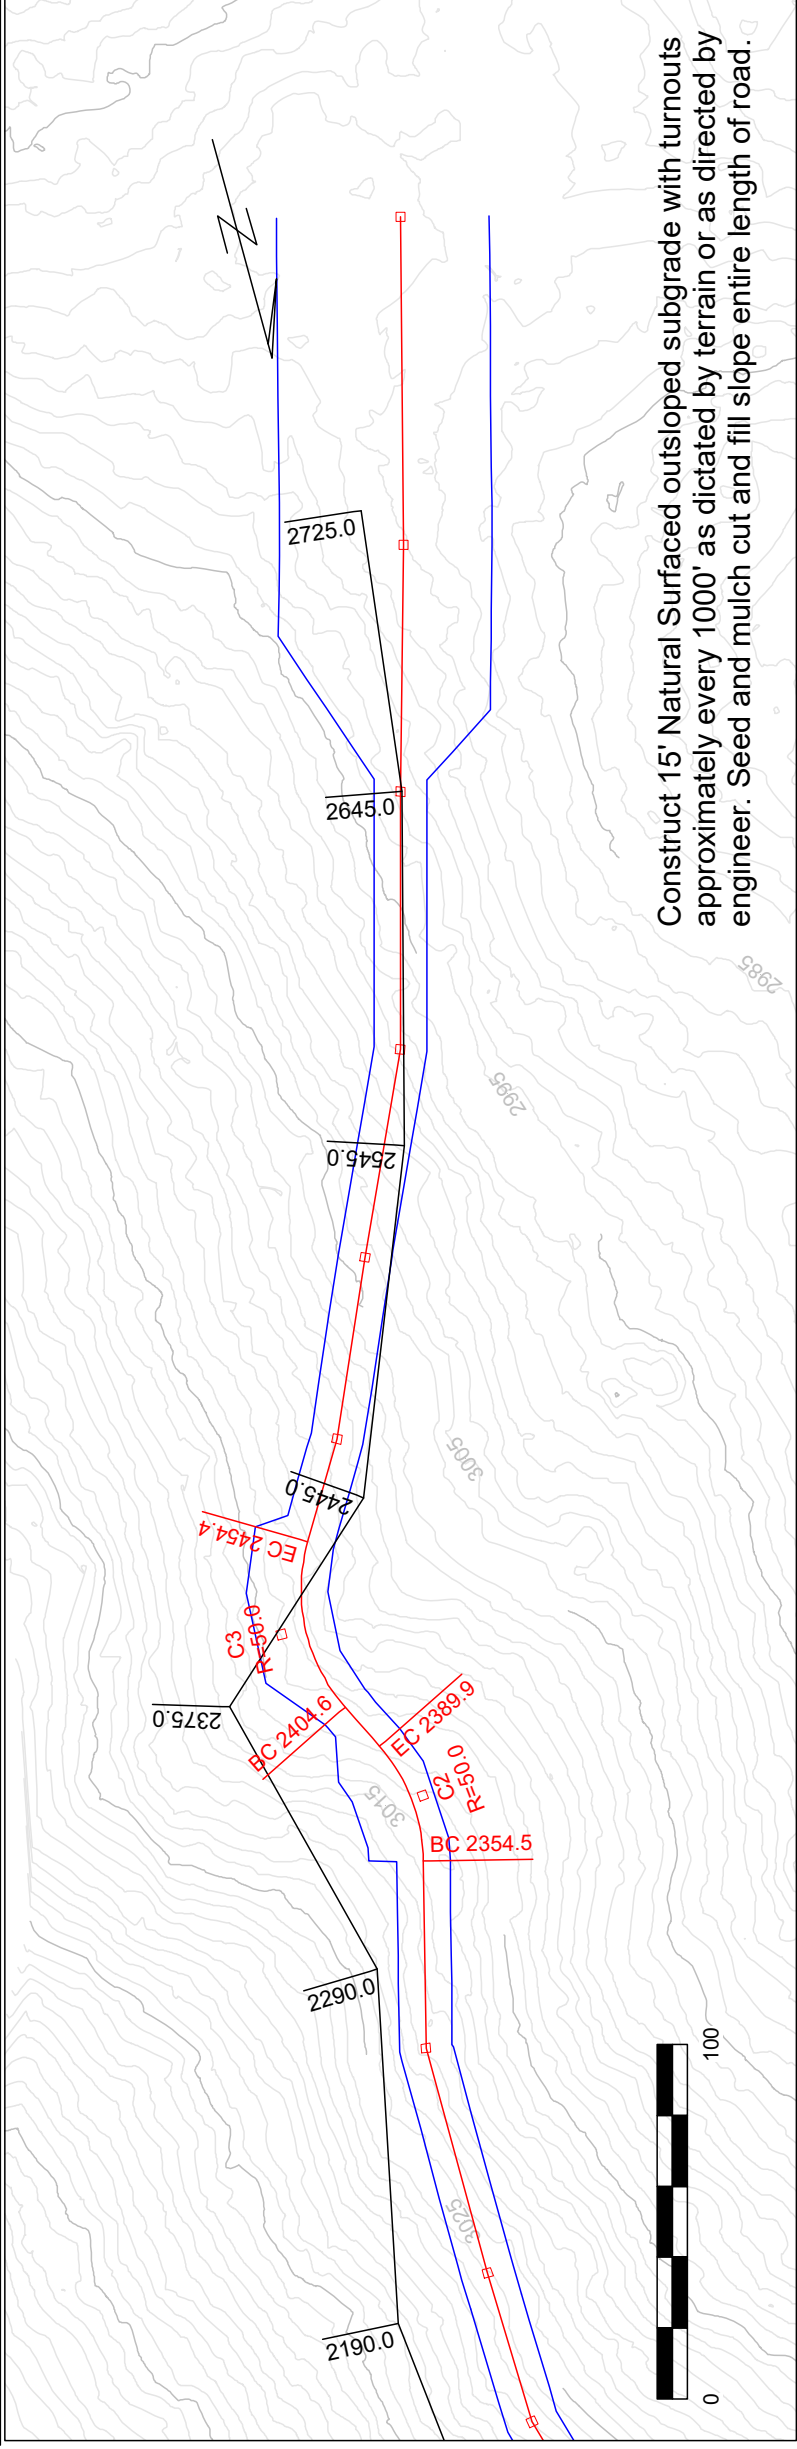 Construct 15' Natural Surfaced outsloped subgrade with turnouts
approximately every 1000' as dictated by terrain or as directed by
engineer. Seed and mulch cut and fill slope entire length of road.
N
2725.0
2645.0
2985
2995
2545.0
3005
2445.0
EC 2454.4
C3
R=50.0
2375.0
BC 2404.6
EC 2389.9
C2
R=50.0
3015
BC 2354.5
2290.0
3025
2190.0
0
100